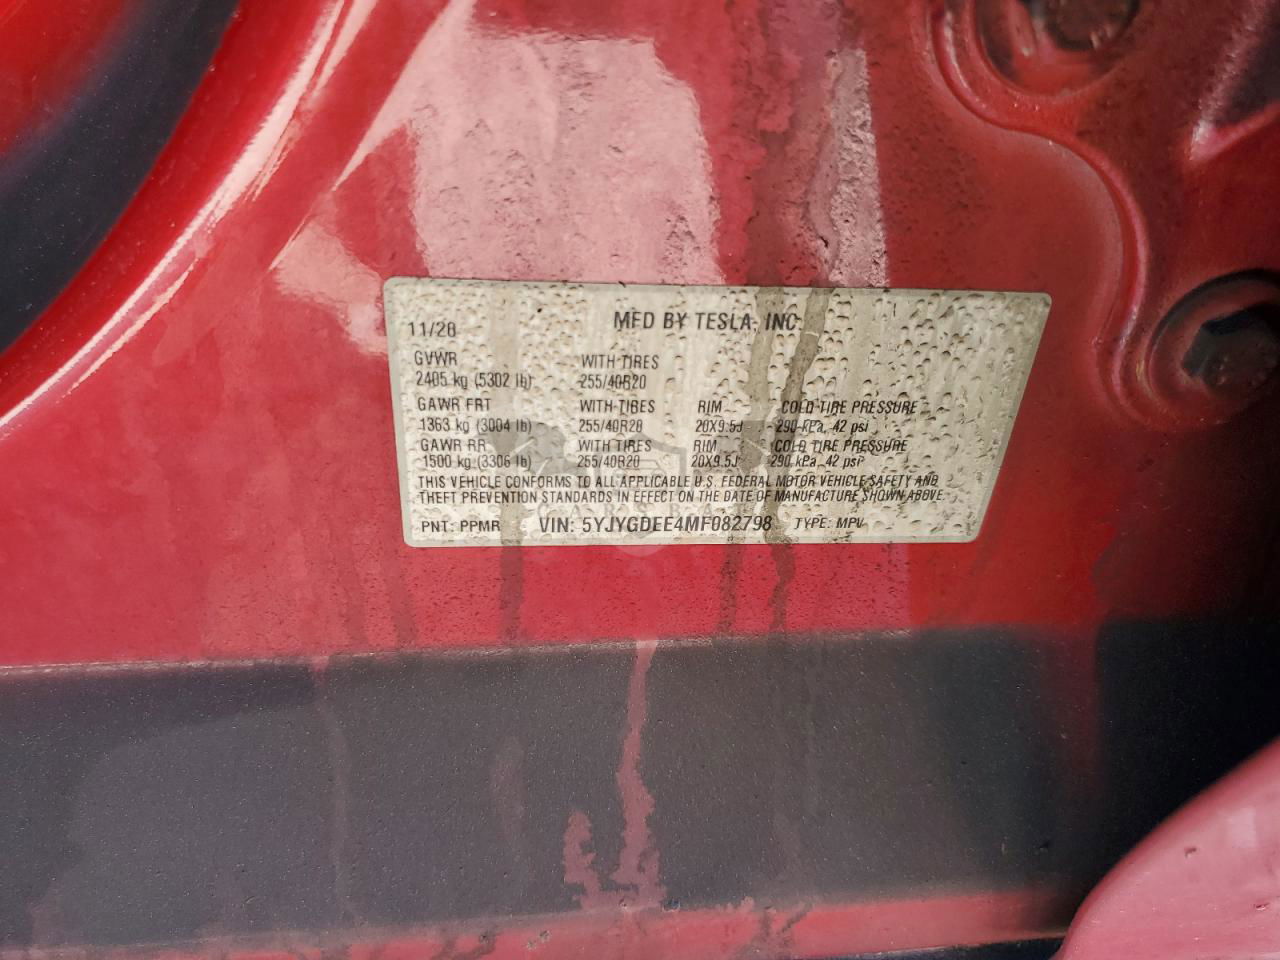 MFD BY TESLA, INC.
11/20
GVWR WITH TIRES
2405 kg (5302 lb) 255/40R20
GAWR FRT WITH TIRES RIM COLD TIRE PRESSURE
1363 kg (3004 lb) 255/40R20 20X9.5J 290 kPa, 42 psi
GAWR RR WITH TIRES RIM COLD TIRE PRESSURE
1500 kg (3306 lb) 255/40R20 20X9.5J 290 kPa, 42 psi
THIS VEHICLE CONFORMS TO ALL APPLICABLE U.S. FEDERAL MOTOR VEHICLE SAFETY AND
THEFT PREVENTION STANDARDS IN EFFECT ON THE DATE OF MANUFACTURE SHOWN ABOVE.
PNT: PPMR VIN: 5YJYGDEE4MF082798 TYPE: MPV